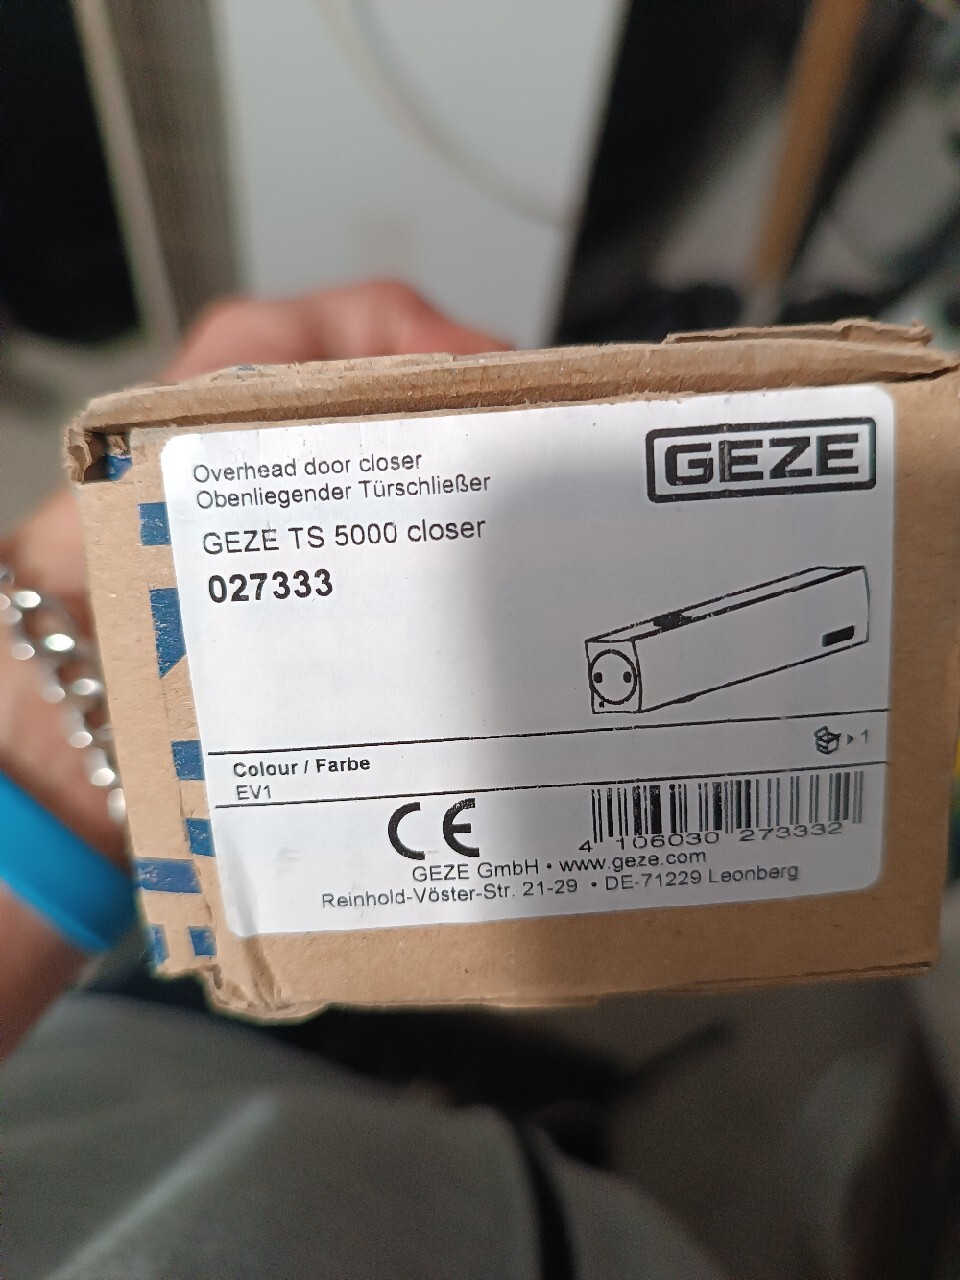 GEZE
Overhead door closer
Obenliegender Türschließer
GEZE TS 5000 closer
027333
1
Colour / Farbe
EV1
CE
4 106030 273332
GEZE GmbH • www.geze.com
Reinhold-Vöster-Str. 21-29 • DE-71229 Leonberg